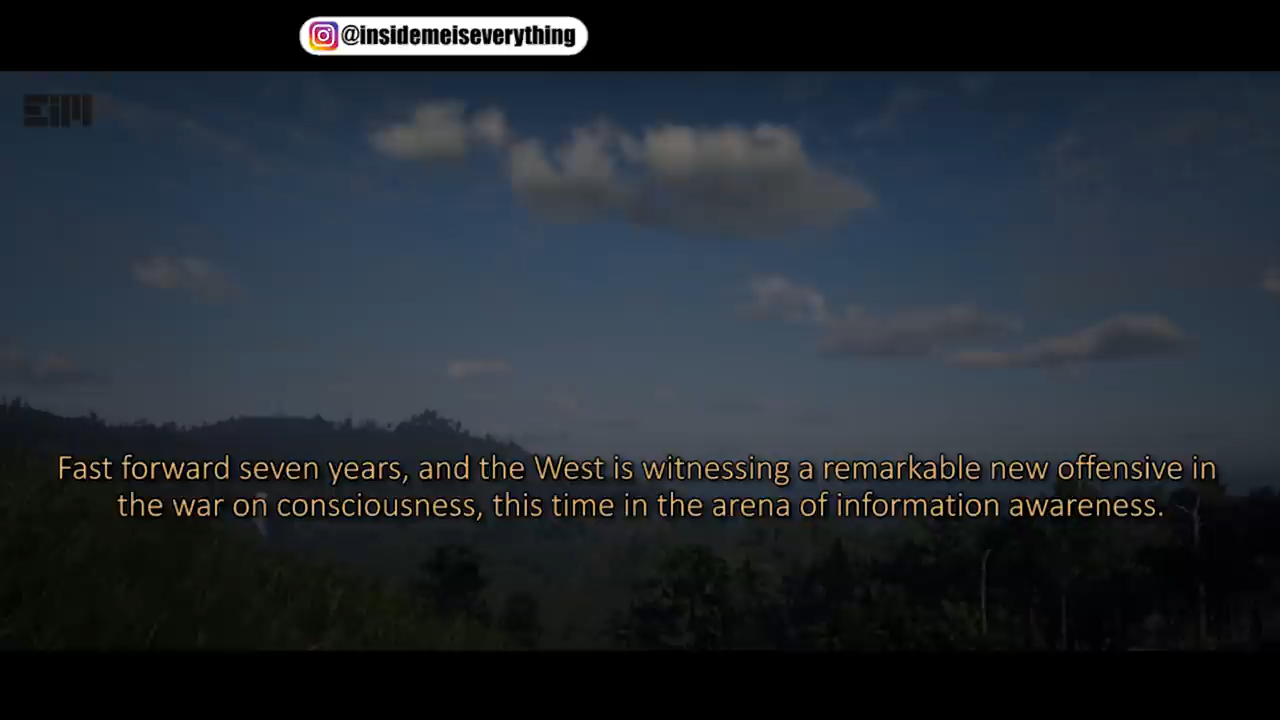 @insidemeiseverything
EiM
Fast forward seven years, and the West is witnessing a remarkable new offensive in
the war on consciousness, this time in the arena of information awareness.